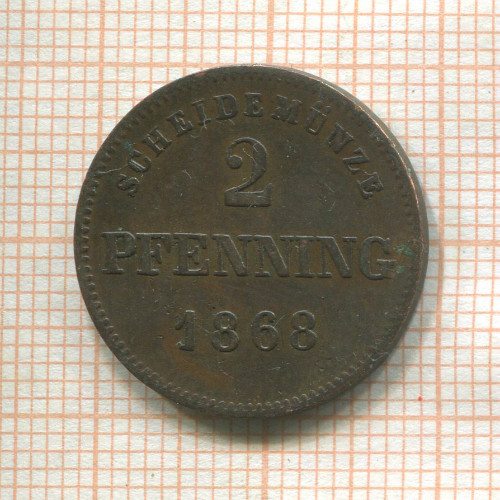 SCHEIDEMÜNZE
2
PFENNING
1868